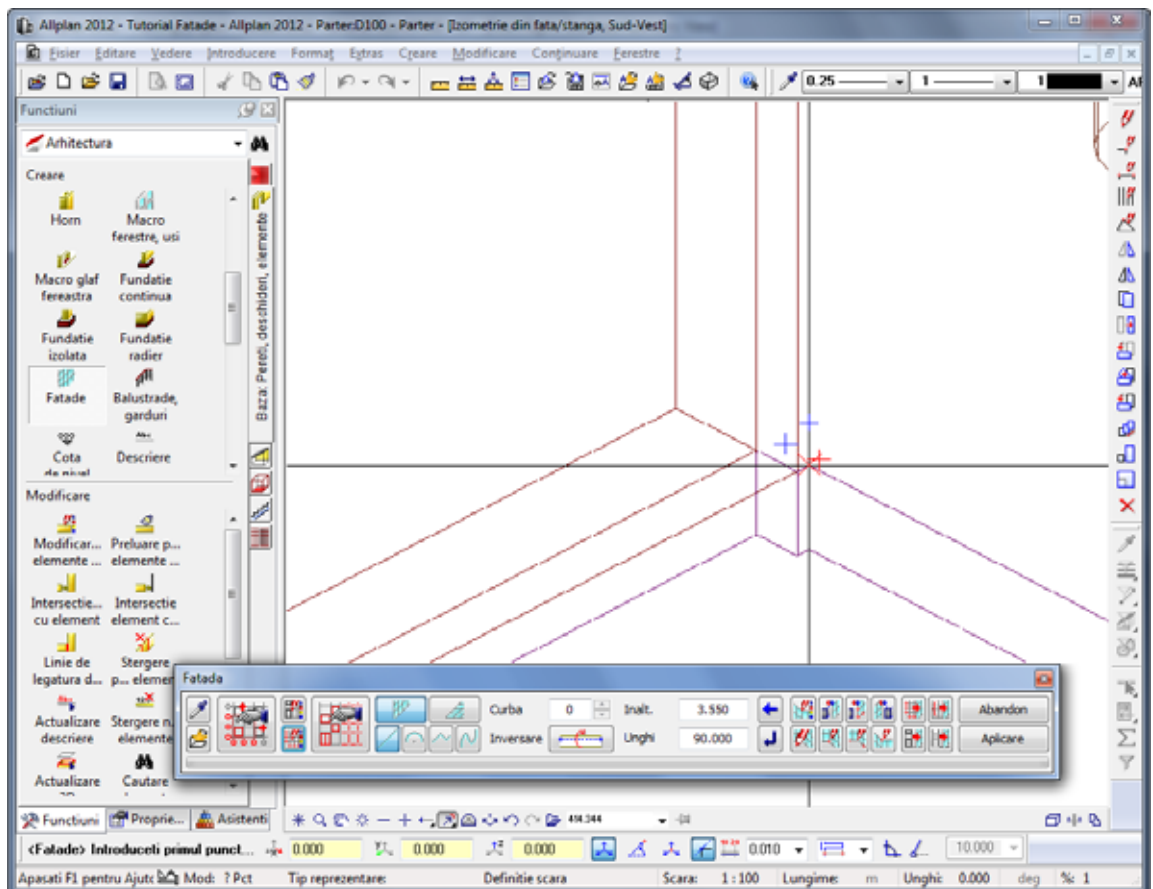 Allplan 2012 - Tutorial Fatade - Allplan 2012 - Parter:D100 - Parter - [Izometrie din fata/stanga, Sud-Vest]
Fisier Editare Vedere Introducere Format Extras Creare Modificare Continuare Ferestre ?
0.25 1 1
Functiuni
Arhitectura
Creare
Horn Macro ferestre, usi
Macro glaf fereastra Fundatie continua
Fundatie izolata Fundatie radier
Fatade Balustrade, garduri
Cota de nivel Descriere
Baza: Pereti, deschideri, elemente
Modificare
Modificar... elemente ... Preluare p... elemente ...
Intersectie... cu element Intersectie element c...
Linie de legatura d... Stergere p... elemen
Actualizare descriere Stergere n... elemente
Actualizare Cautare
Fatada
Curba 0 Inalt. 3.550 Abandon
Inversare Unghi 90.000 Aplicare
Functiuni Proprie... Asistenti
414.344
<Fatade> Introduceti primul punct... 0.000 0.000 0.000 0.010 10.000
Apasati F1 pentru Ajutc Mod: ? Pct Tip reprezentare: Definitie scara Scara: 1 : 100 Lungime: m Unghi: 0.000 deg %: 1